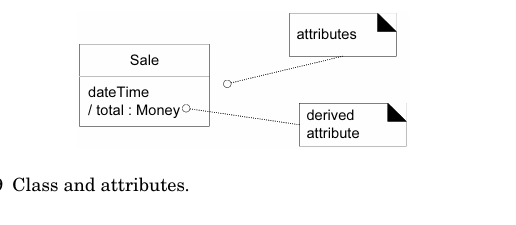 attributes
Sale
dateTime
/ total : Money
derived
attribute
Class and attributes.